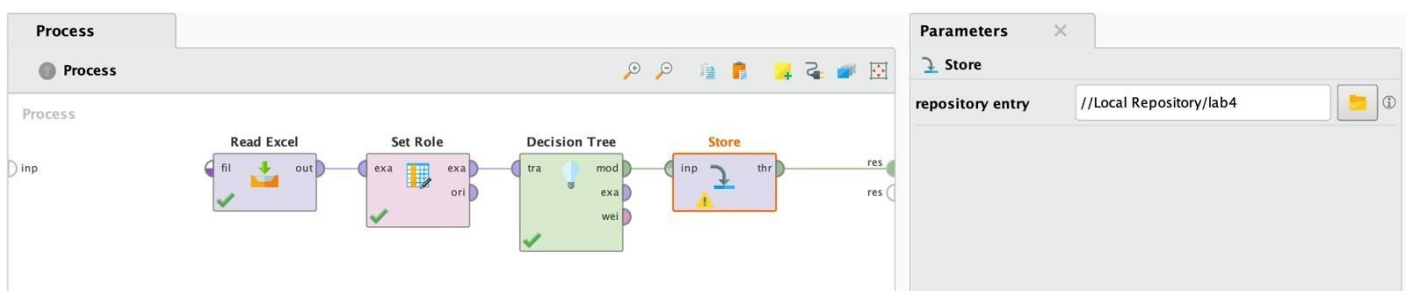 Process
Process
Process
inp
Read Excel
fil
out
Set Role
exa
exa
ori
Decision Tree
tra
mod
exa
wei
Store
inp
thr
res
res
Parameters
Store
repository entry
//Local Repository/lab4